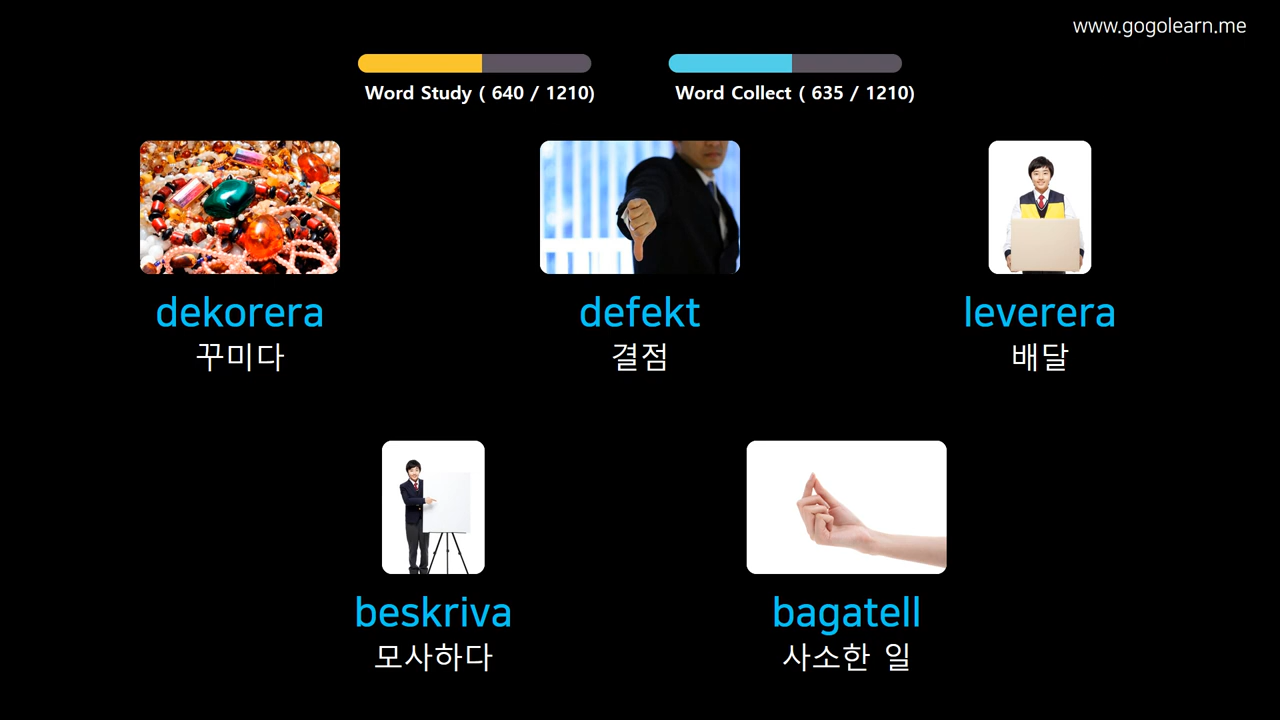 www.gogolearn.me
Word Study ( 640 / 1210)
Word Collect ( 635 / 1210)
dekorera
꾸미다
defekt
결점
leverera
배달
beskriva
모사하다
bagatell
사소한 일